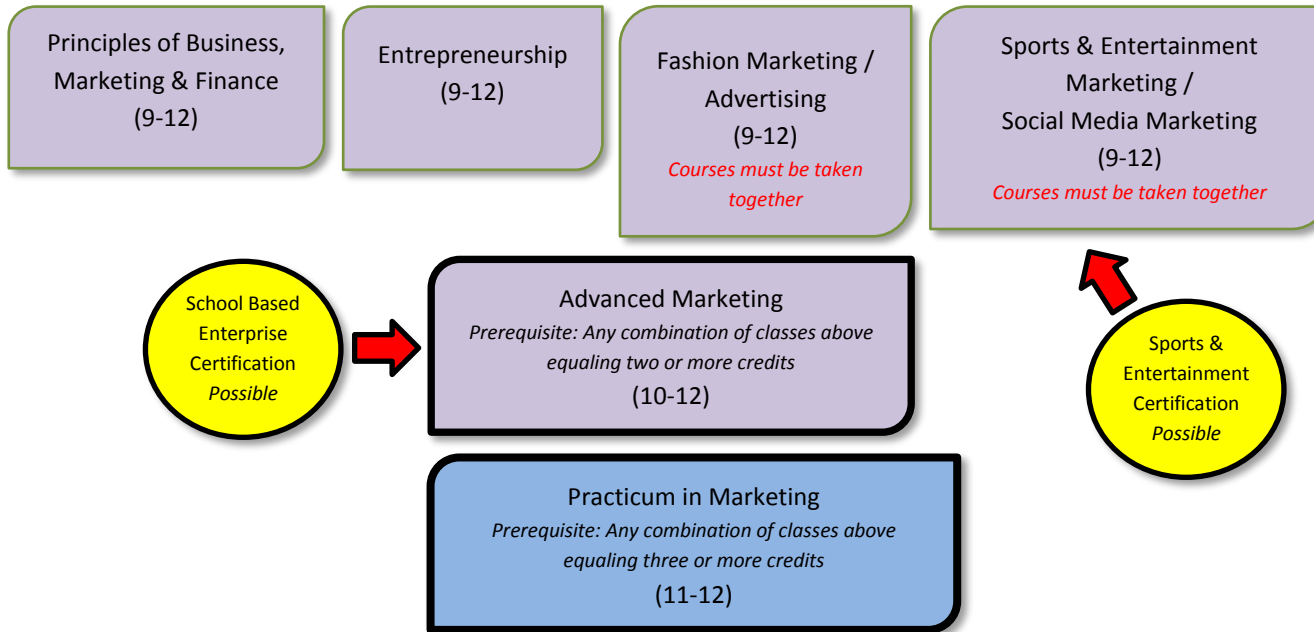 Principles of Business,
Marketing & Finance
(9-12)
Entrepreneurship
(9-12)
Fashion Marketing /
Advertising
(9-12)
Courses must be taken
together
Sports & Entertainment
Marketing /
Social Media Marketing
(9-12)
Courses must be taken together
School Based
Enterprise
Certification
Possible
Advanced Marketing
Prerequisite: Any combination of classes above
equaling two or more credits
(10-12)
Sports &
Entertainment
Certification
Possible
Practicum in Marketing
Prerequisite: Any combination of classes above
equaling three or more credits
(11-12)